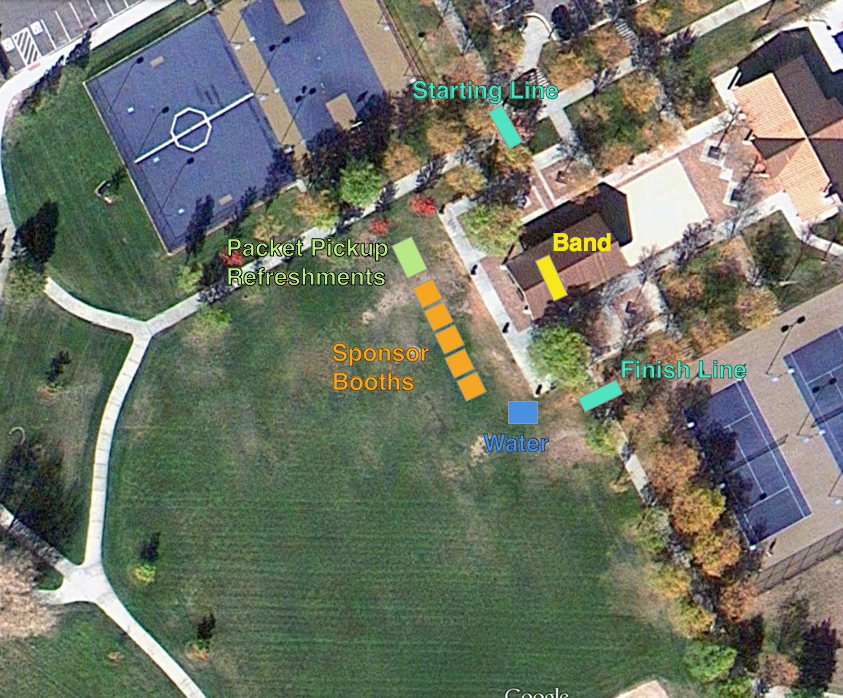 Starting Line
Band
Packet Pickup
Refreshments
Sponsor
Booths
Finish Line
Water
Google